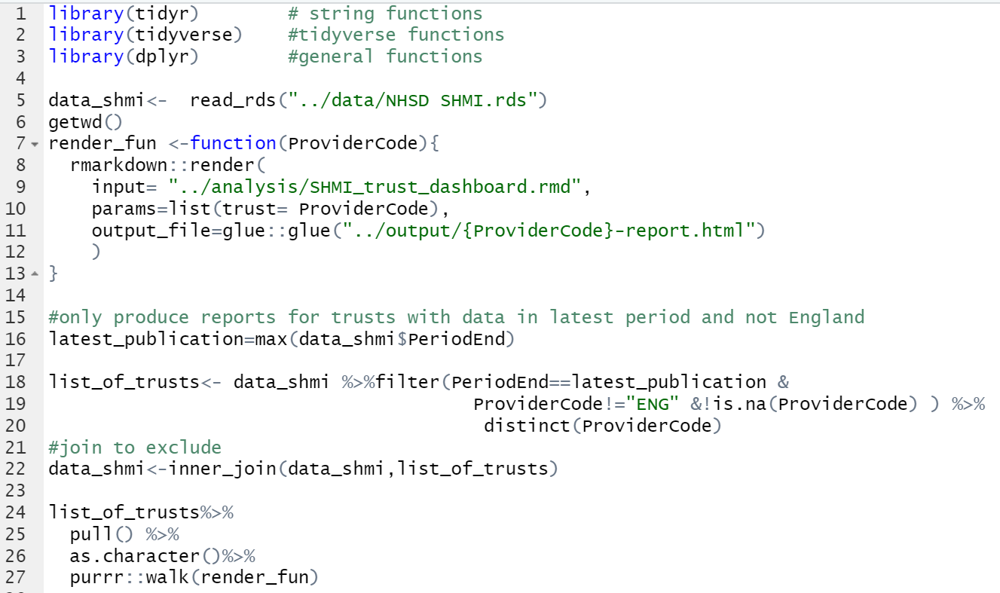 1 library(tidyr)        # string functions
2 library(tidyverse)    #tidyverse functions
3 library(dplyr)        #general functions
4
5 data_shmi<-  read_rds("../data/NHSD SHMI.rds")
6 getwd()
7 render_fun <-function(ProviderCode){
8   rmarkdown::render(
9     input= "../analysis/SHMI_trust_dashboard.rmd",
10     params=list(trust= ProviderCode),
11     output_file=glue::glue("../output/{ProviderCode}-report.html")
12     )
13 }
14
15 #only produce reports for trusts with data in latest period and not England
16 latest_publication=max(data_shmi$PeriodEnd)
17
18 list_of_trusts<- data_shmi %>%filter(PeriodEnd==latest_publication &
19                                        ProviderCode!="ENG" &!is.na(ProviderCode) ) %>%
20                                         distinct(ProviderCode)
21 #join to exclude
22 data_shmi<-inner_join(data_shmi,list_of_trusts)
23
24 list_of_trusts%>%
25   pull() %>%
26   as.character()%>%
27   purrr::walk(render_fun)